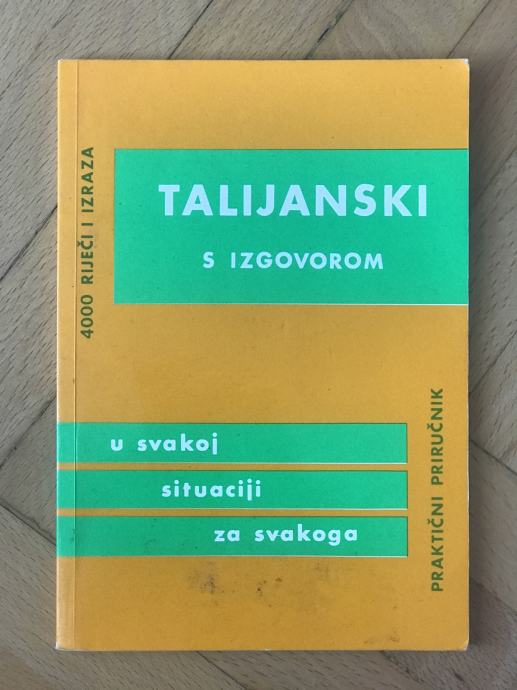 4000 RIJEČI I IZRAZA
TALIJANSKI
S IZGOVOROM
u svakoj
situaciji
za svakoga
PRAKTIČNI PRIRUČNIK